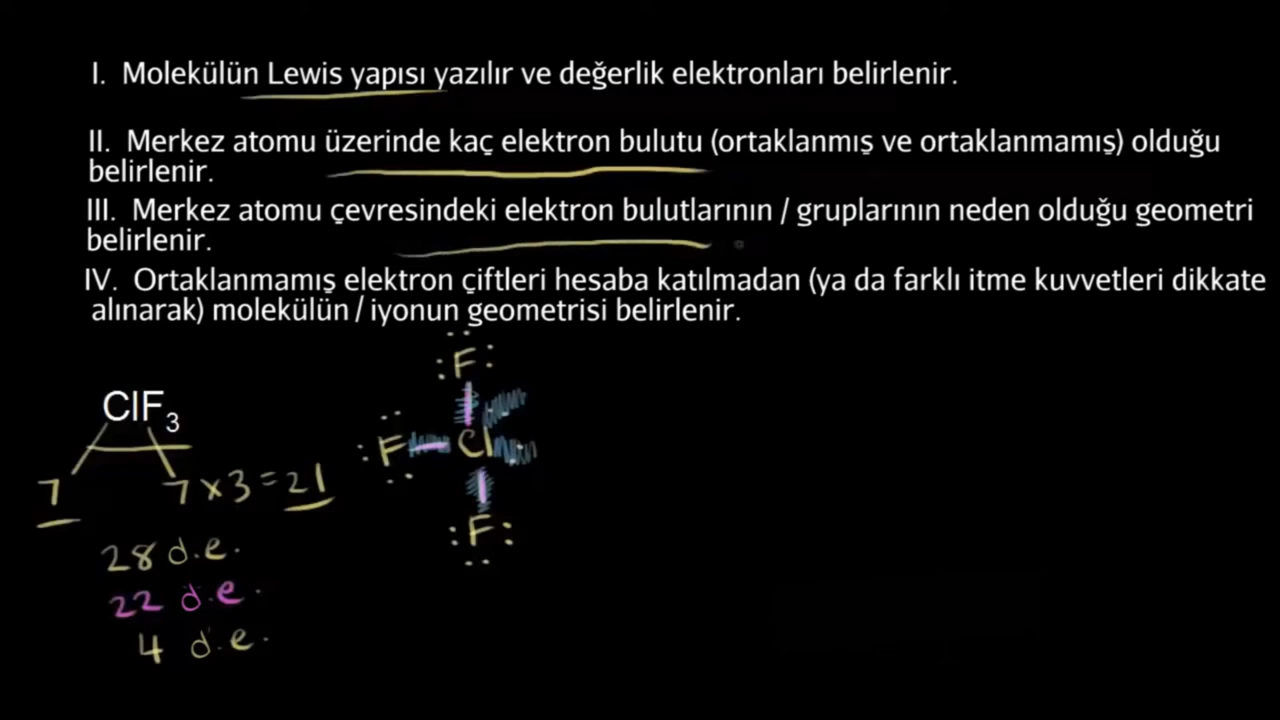 I. Molekülün Lewis yapısı yazılır ve değerlik elektronları belirlenir.
II. Merkez atomu üzerinde kaç elektron bulutu (ortaklanmış ve ortaklanmamış) olduğu
belirlenir.
III. Merkez atomu çevresindeki elektron bulutlarının / gruplarının neden olduğu geometri
belirlenir.
IV. Ortaklanmamış elektron çiftleri hesaba katılmadan (ya da farklı itme kuvvetleri dikkate
alınarak) molekülün / iyonun geometrisi belirlenir.
ClF3
7 7 x 3 = 21
28 d.e.
22 d.e.
4 d.e.
F
F Cl
F